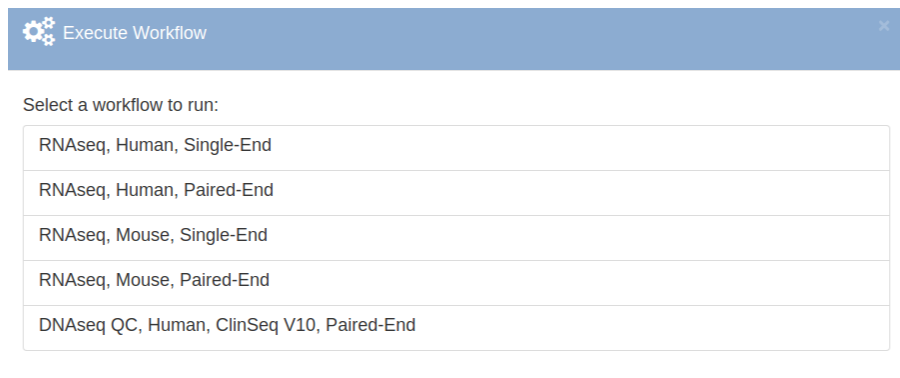 Execute Workflow
×
Select a workflow to run:
RNAseq, Human, Single-End
RNAseq, Human, Paired-End
RNAseq, Mouse, Single-End
RNAseq, Mouse, Paired-End
DNAseq QC, Human, ClinSeq V10, Paired-End